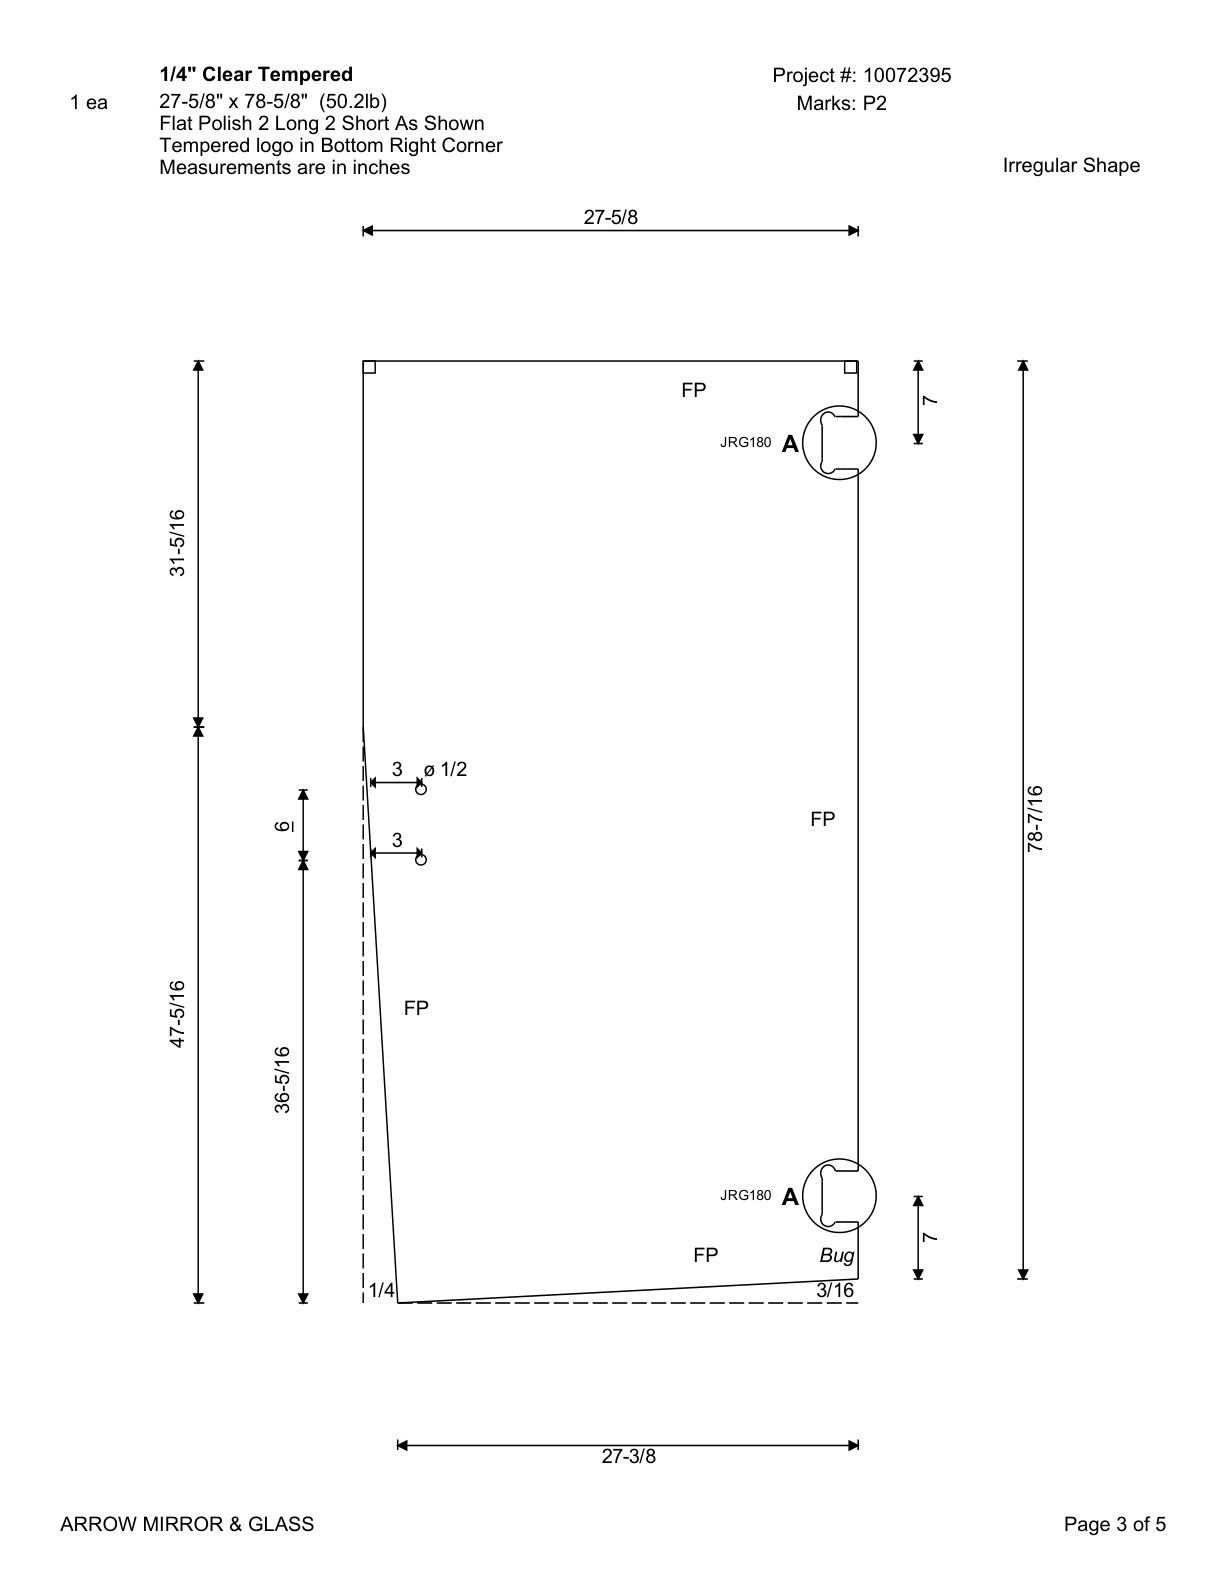 1/4" Clear Tempered
Project #: 10072395
1 ea
27-5/8" x 78-5/8"  (50.2lb)
Marks: P2
Flat Polish 2 Long 2 Short As Shown
Tempered logo in Bottom Right Corner
Measurements are in inches
Irregular Shape
27-5/8
FP
7
JRG180 A
31-5/16
3 ø 1/2
6
3
FP
78-7/16
FP
47-5/16
36-5/16
JRG180 A
7
FP
Bug
1/4
3/16
27-3/8
ARROW MIRROR & GLASS
Page 3 of 5